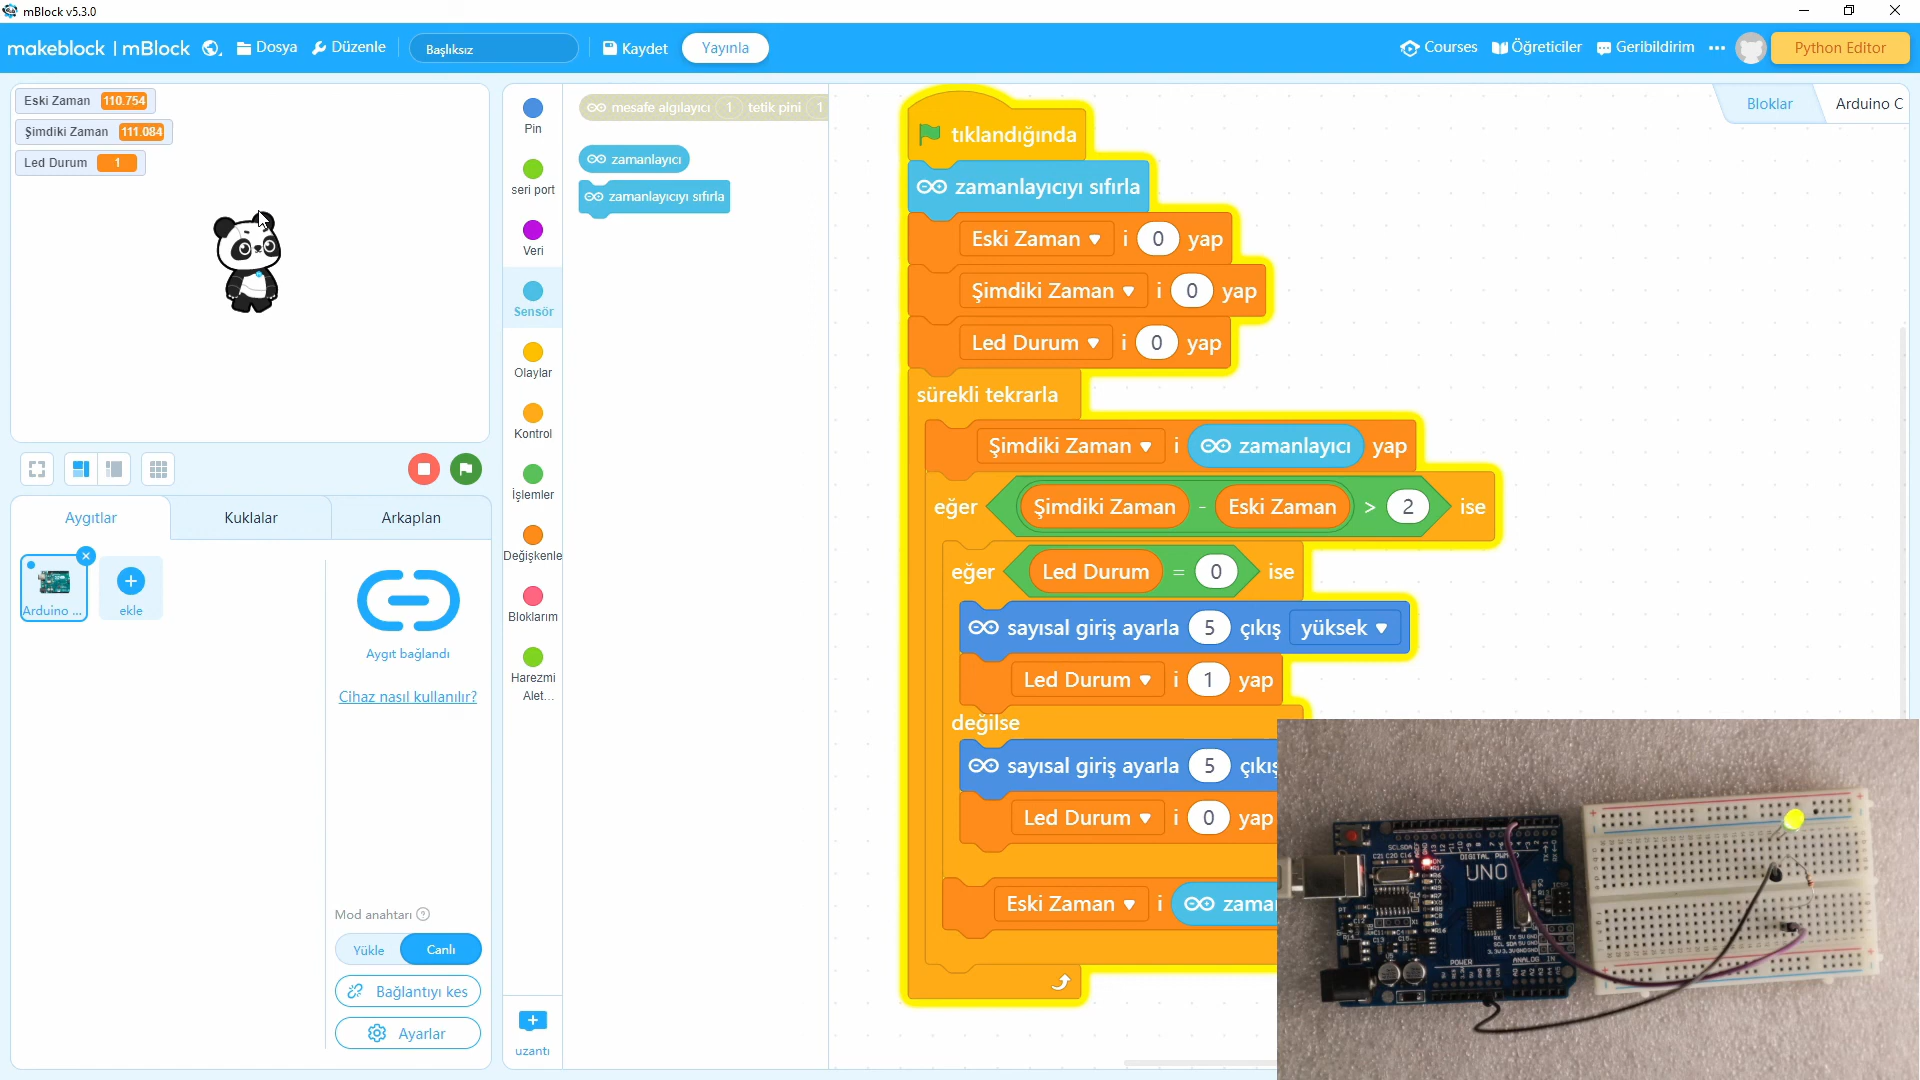 mBlock v5.3.0
makeblock | mBlock
Dosya
Düzenle
Başlıksız
Kaydet
Yayınla
Courses
Öğreticiler
Geribildirim
Python Editor
Eski Zaman 110.754
Şimdiki Zaman 111.084
Led Durum 1
Aygıtlar
Kuklalar
Arkaplan
Arduino ...
ekle
Aygıt bağlandı
Cihaz nasıl kullanılır?
Mod anahtarı ?
Yükle
Canlı
Bağlantıyı kes
Ayarlar
Pin
seri port
Veri
Sensör
Olaylar
Kontrol
İşlemler
Değişkenle
Bloklarım
Harezmi
Alet...
uzantı
mesafe algılayıcı 1 tetik pini 1
zamanlayıcı
zamanlayıcıyı sıfırla
Bloklar
Arduino C
tıklandığında
zamanlayıcıyı sıfırla
Eski Zaman i 0 yap
Şimdiki Zaman i 0 yap
Led Durum i 0 yap
sürekli tekrarla
Şimdiki Zaman i zamanlayıcı yap
eğer Şimdiki Zaman - Eski Zaman > 2 ise
eğer Led Durum = 0 ise
sayısal giriş ayarla 5 çıkış yüksek
Led Durum i 1 yap
değilse
sayısal giriş ayarla 5 çıkış
Led Durum i 0 yap
Eski Zaman i zama
DIGITAL
UNO
POWER
ANALOG IN